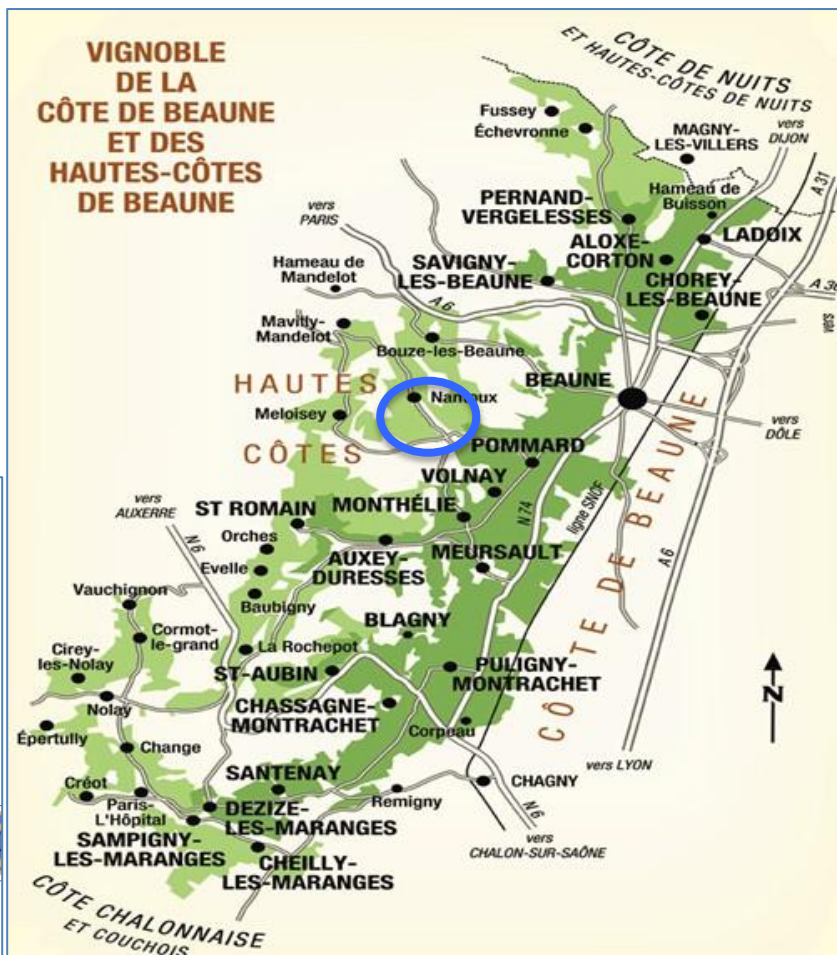 VIGNOBLE
DE LA
CÔTE DE BEAUNE
ET DES
HAUTES-CÔTES
DE BEAUNE
CÔTE DE NUITS
ET HAUTES-CÔTES DE NUITS
vers
DIJON
Fussey
Échevronne
MAGNY-
LES-VILLERS
A 31
Hameau de
Buisson
PERNAND-
VERGELESSES
vers
PARIS
LADOIX
ALOXE-
CORTON
Hameau de
Mandelot
SAVIGNY-
LES-BEAUNE
CHOREY-
LES-BEAUNE
A 6
vers
Mavilly-
Mandelot
Bouze-les-Beaune
BEAUNE
HAUTES
Nantoux
Meloisey
vers
DÔLE
CÔTES
POMMARD
VOLNAY
vers
AUXERRE
ST ROMAIN
MONTHÉLIE
N 74
ligne SNCF
CÔTE DE BEAUNE
N6
Orches
AUXEY-
DURESSES
MEURSAULT
A 6
Evelle
Vauchignon
Baubigny
BLAGNY
Cormot-
le-grand
Cirey-
les-Nolay
La Rochepot
ST-AUBIN
PULIGNY-
MONTRACHET
N
Nolay
CHASSAGNE-
MONTRACHET
Corpeau
Épertully
Change
vers LYON
SANTENAY
CHAGNY
Créot
Remigny
Paris-
L'Hôpital
DEZIZE-
LES-MARANGES
N6
SAMPIGNY-
LES-MARANGES
CHEILLY-
LES-MARANGES
vers
CHALON-SUR-SAÔNE
CÔTE CHALONNAISE
ET COUCHOIS